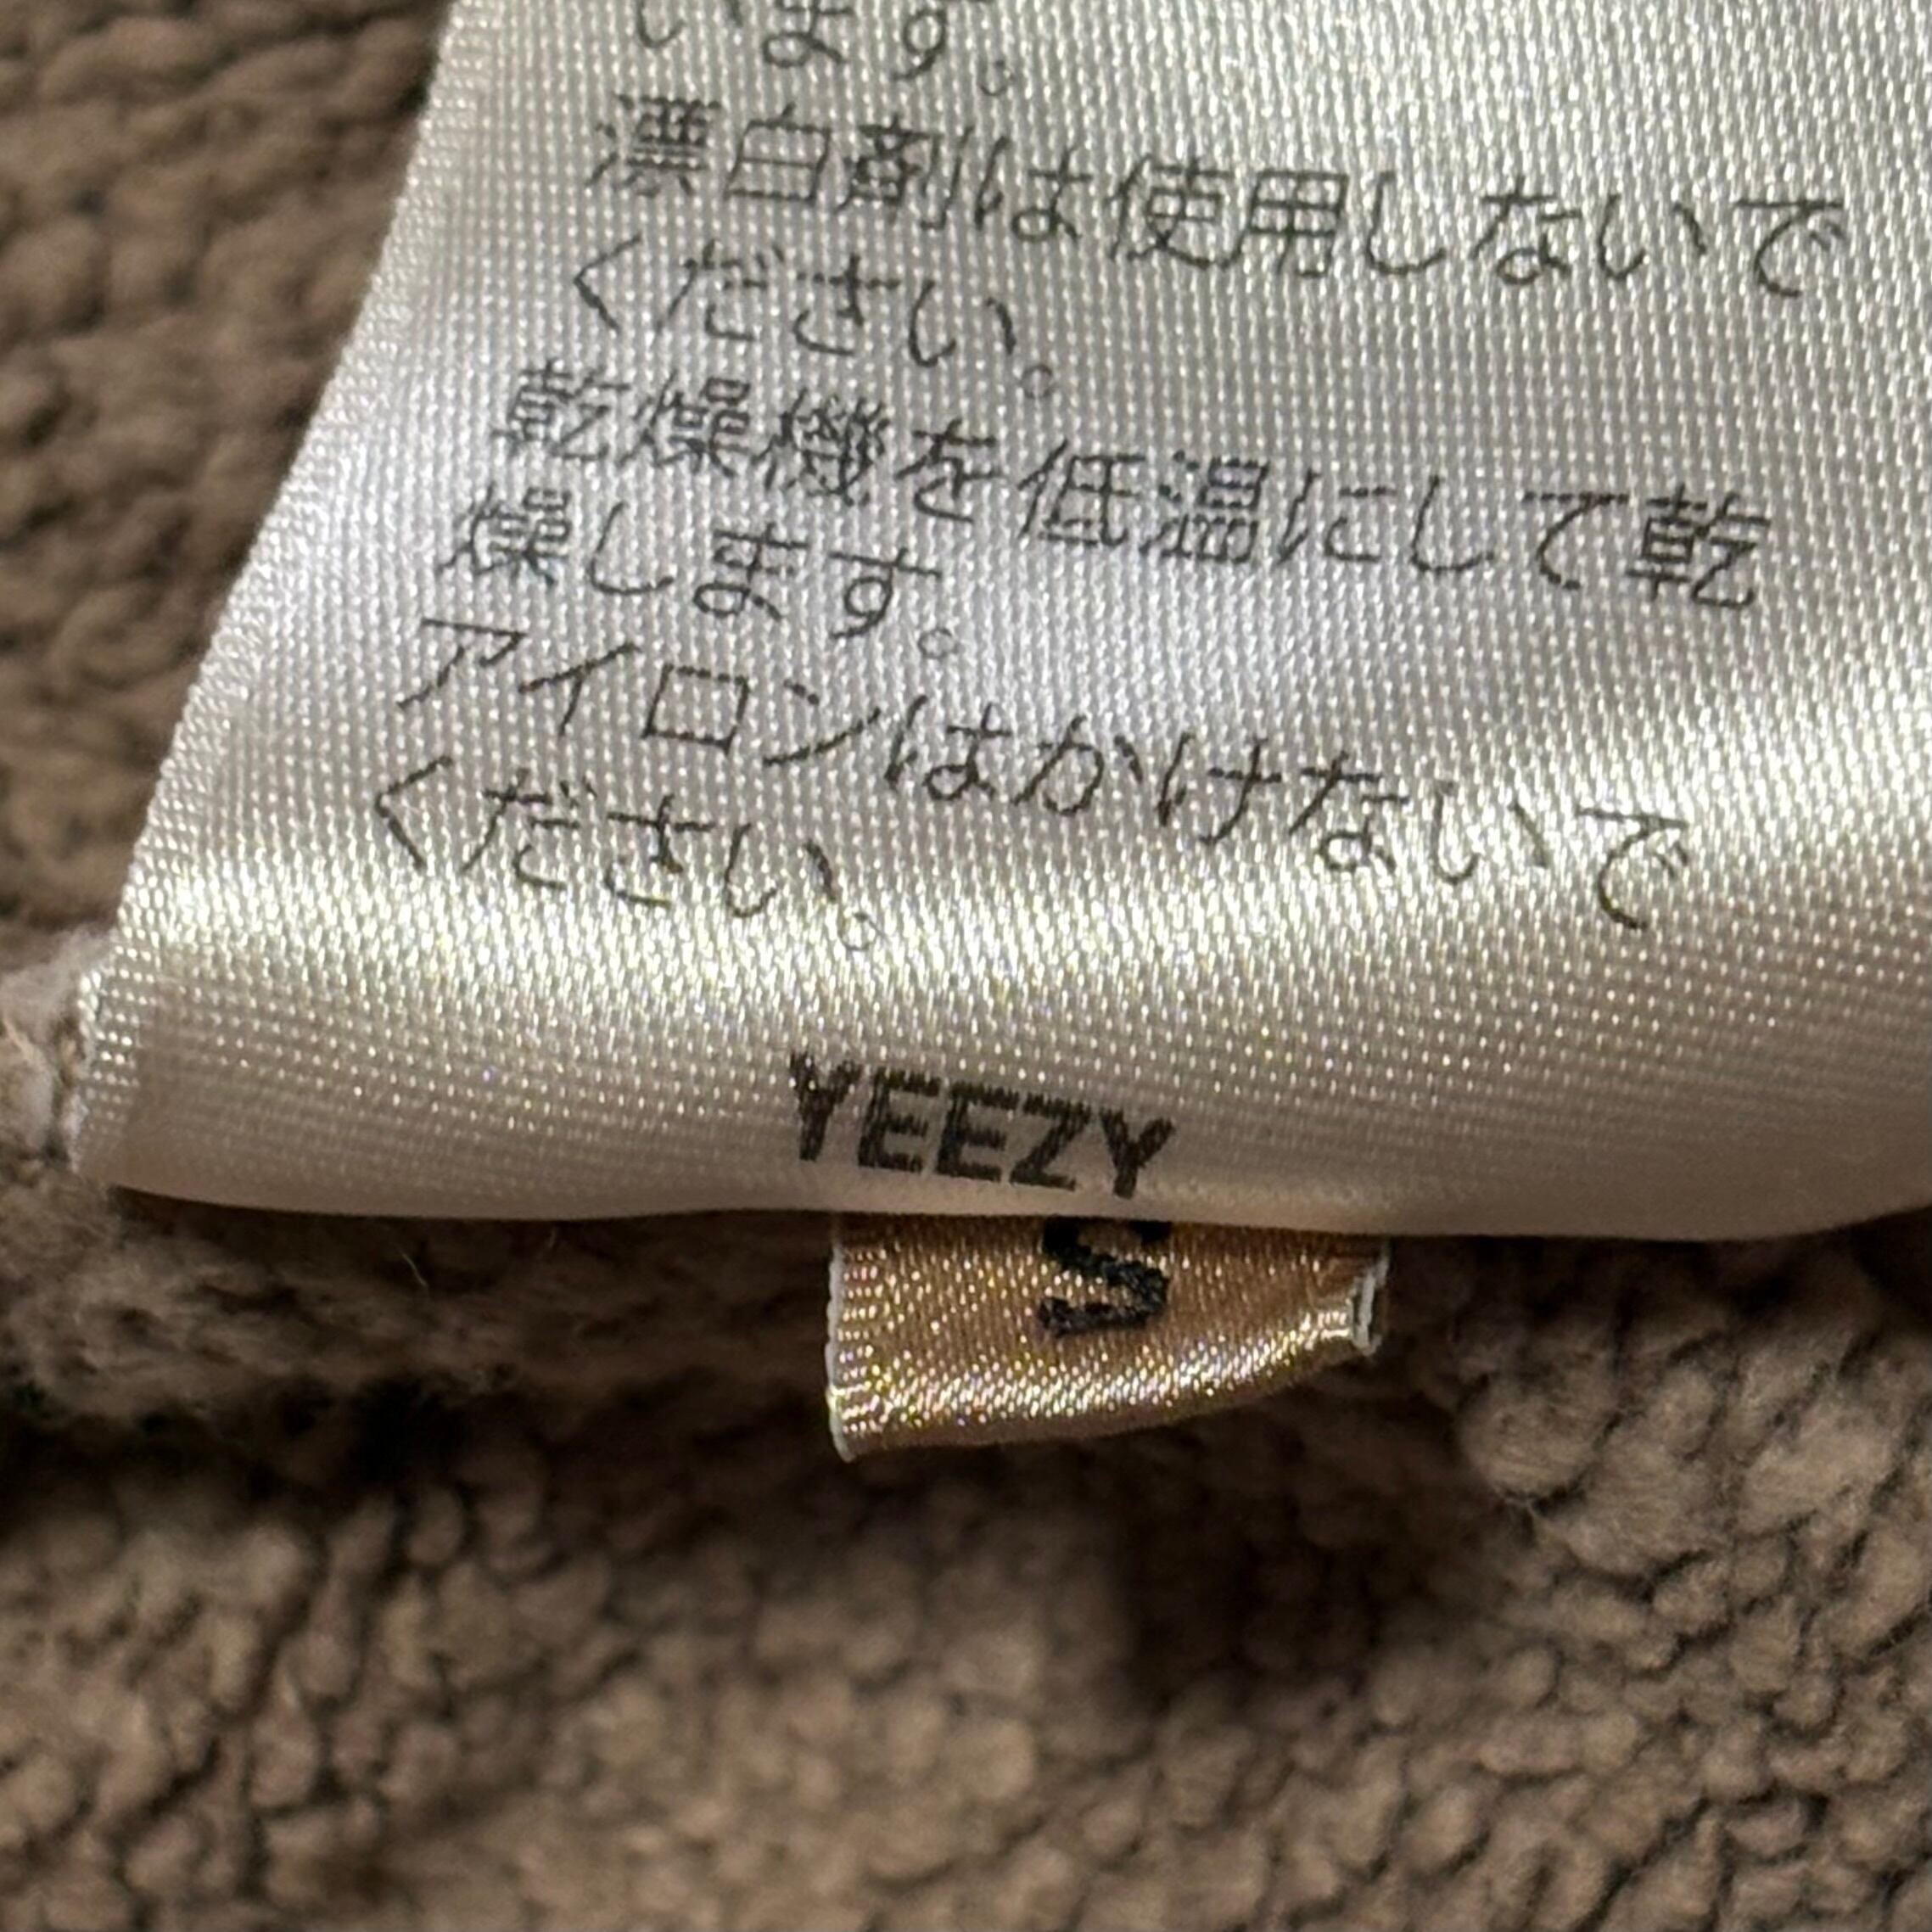 います。
漂白剤は使用しないで
ください。
乾燥機を低温にして乾
燥します。
アイロンはかけないで
ください。
YEEZY
S